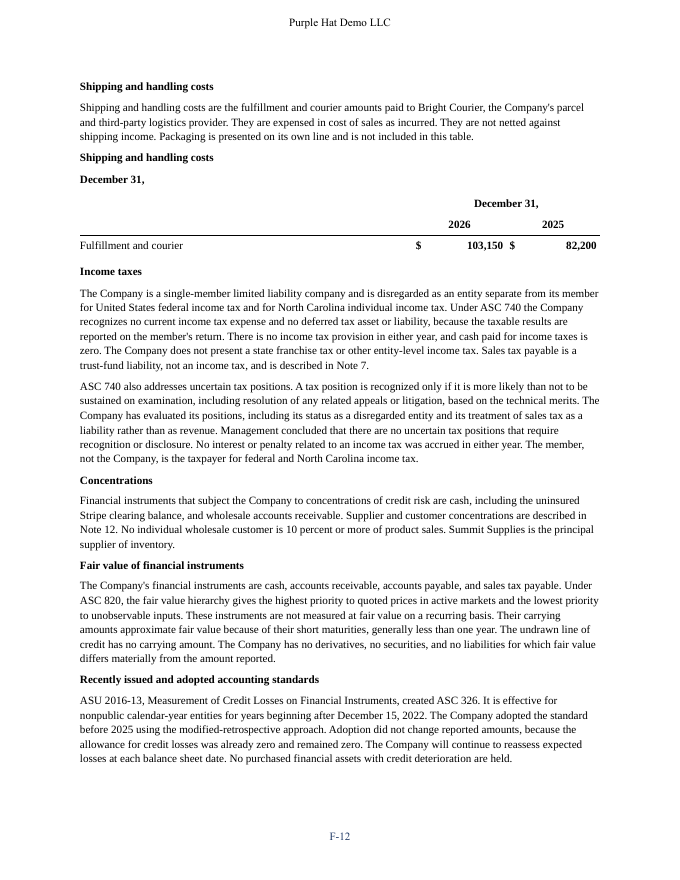 Purple Hat Demo LLC
Shipping and handling costs
Shipping and handling costs are the fulfillment and courier amounts paid to Bright Courier, the Company's parcel
and third-party logistics provider. They are expensed in cost of sales as incurred. They are not netted against
shipping income. Packaging is presented on its own line and is not included in this table.
Shipping and handling costs
December 31,
December 31,
2026 2025
Fulfillment and courier $ 103,150 $ 82,200
Income taxes
The Company is a single-member limited liability company and is disregarded as an entity separate from its member
for United States federal income tax and for North Carolina individual income tax. Under ASC 740 the Company
recognizes no current income tax expense and no deferred tax asset or liability, because the taxable results are
reported on the member's return. There is no income tax provision in either year, and cash paid for income taxes is
zero. The Company does not present a state franchise tax or other entity-level income tax. Sales tax payable is a
trust-fund liability, not an income tax, and is described in Note 7.
ASC 740 also addresses uncertain tax positions. A tax position is recognized only if it is more likely than not to be
sustained on examination, including resolution of any related appeals or litigation, based on the technical merits. The
Company has evaluated its positions, including its status as a disregarded entity and its treatment of sales tax as a
liability rather than as revenue. Management concluded that there are no uncertain tax positions that require
recognition or disclosure. No interest or penalty related to an income tax was accrued in either year. The member,
not the Company, is the taxpayer for federal and North Carolina income tax.
Concentrations
Financial instruments that subject the Company to concentrations of credit risk are cash, including the uninsured
Stripe clearing balance, and wholesale accounts receivable. Supplier and customer concentrations are described in
Note 12. No individual wholesale customer is 10 percent or more of product sales. Summit Supplies is the principal
supplier of inventory.
Fair value of financial instruments
The Company's financial instruments are cash, accounts receivable, accounts payable, and sales tax payable. Under
ASC 820, the fair value hierarchy gives the highest priority to quoted prices in active markets and the lowest priority
to unobservable inputs. These instruments are not measured at fair value on a recurring basis. Their carrying
amounts approximate fair value because of their short maturities, generally less than one year. The undrawn line of
credit has no carrying amount. The Company has no derivatives, no securities, and no liabilities for which fair value
differs materially from the amount reported.
Recently issued and adopted accounting standards
ASU 2016-13, Measurement of Credit Losses on Financial Instruments, created ASC 326. It is effective for
nonpublic calendar-year entities for years beginning after December 15, 2022. The Company adopted the standard
before 2025 using the modified-retrospective approach. Adoption did not change reported amounts, because the
allowance for credit losses was already zero and remained zero. The Company will continue to reassess expected
losses at each balance sheet date. No purchased financial assets with credit deterioration are held.
F-12